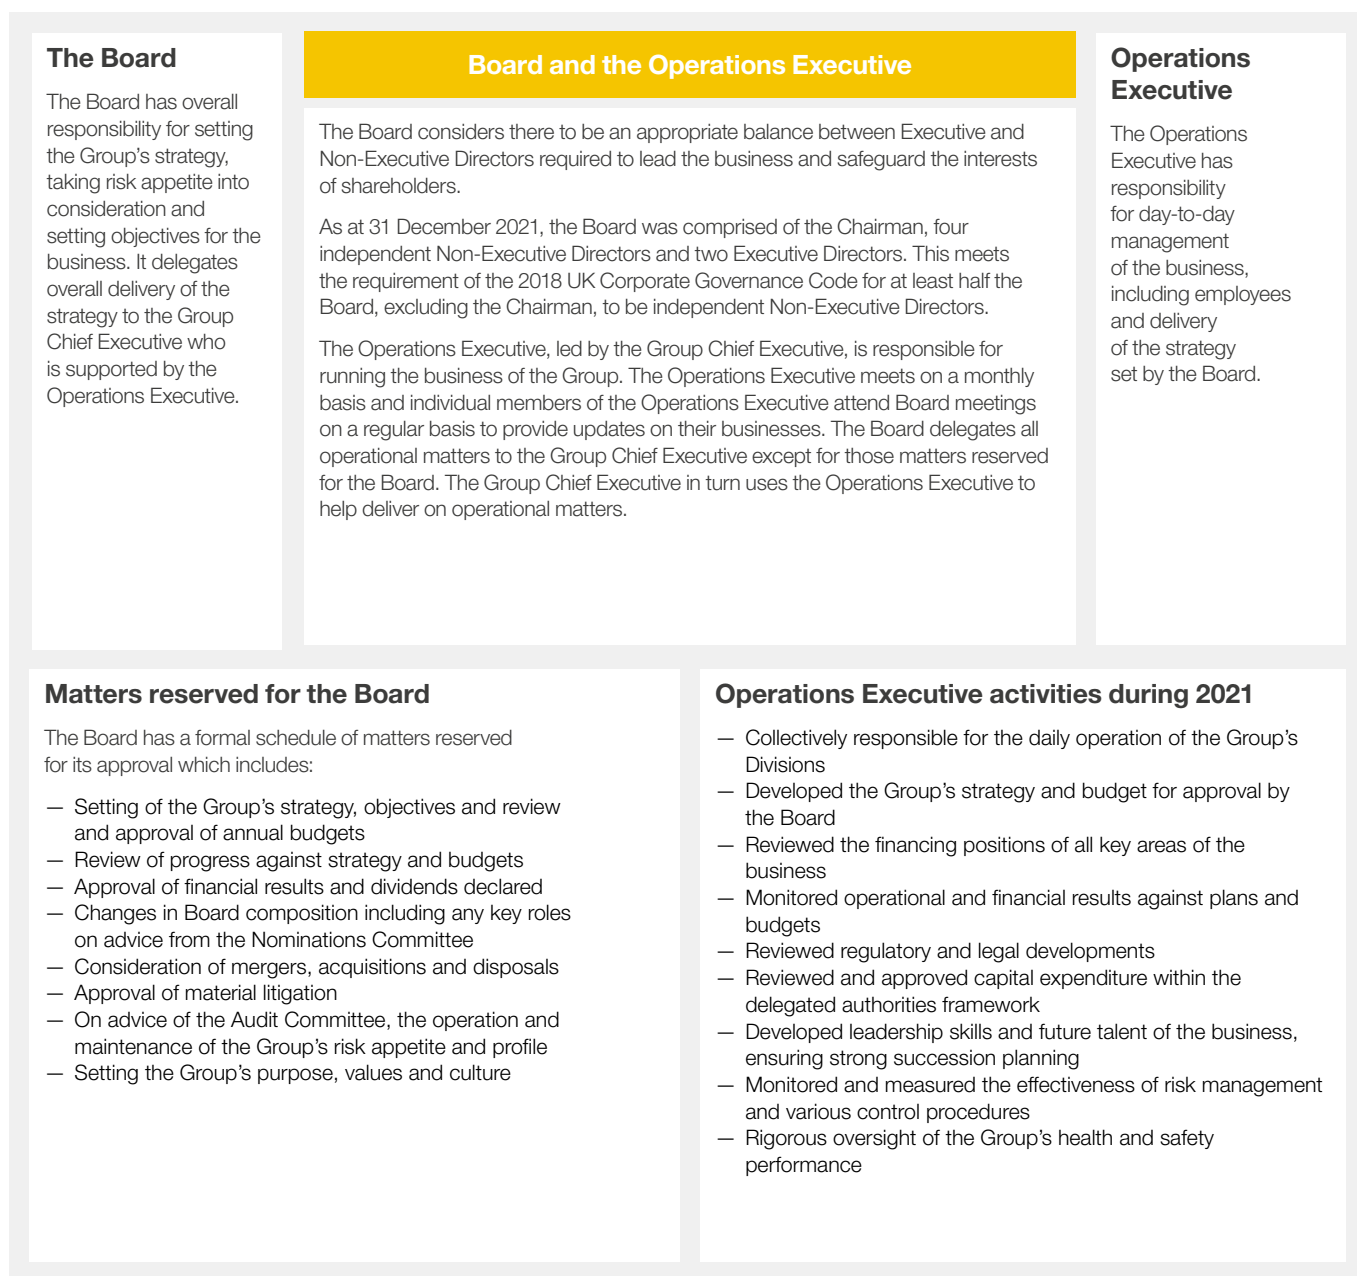 The Board
The Board has overall
responsibility for setting
the Group’s strategy,
taking risk appetite into
consideration and
setting objectives for the
business. It delegates
overall delivery of the
strategy to the Group
Chief Executive who
is supported by the
Operations Executive.
Board and the Operations Executive
The Board considers there to be an appropriate balance between Executive and
Non-Executive Directors required to lead the business and safeguard the interests
of shareholders.
As at 31 December 2021, the Board was comprised of the Chairman, four
independent Non-Executive Directors and two Executive Directors. This meets
the requirement of the 2018 UK Corporate Governance Code for at least half the
Board, excluding the Chairman, to be independent Non-Executive Directors.
The Operations Executive, led by the Group Chief Executive, is responsible for
running the business of the Group. The Operations Executive meets on a monthly
basis and individual members of the Operations Executive attend Board meetings
on a regular basis to provide updates on their businesses. The Board delegates all
operational matters to the Group Chief Executive except for those matters reserved
for the Board. The Group Chief Executive in turn uses the Operations Executive to
help deliver on operational matters.
Operations
Executive
The Operations
Executive has
responsibility
for day-to-day
management
of the business,
including employees
and delivery
of the strategy
set by the Board.
Matters reserved for the Board
The Board has a formal schedule of matters reserved
for its approval which includes:
— Setting of the Group’s strategy, objectives and review
and approval of annual budgets
— Review of progress against strategy and budgets
— Approval of financial results and dividends declared
— Changes in Board composition including any key roles
on advice from the Nominations Committee
— Consideration of mergers, acquisitions and disposals
— Approval of material litigation
— On advice of the Audit Committee, the operation and
maintenance of the Group’s risk appetite and profile
— Setting the Group’s purpose, values and culture
Operations Executive activities during 2021
— Collectively responsible for the daily operation of the Group’s
Divisions
— Developed the Group’s strategy and budget for approval by
the Board
— Reviewed the financing positions of all key areas of the
business
— Monitored operational and financial results against plans and
budgets
— Reviewed regulatory and legal developments
— Reviewed and approved capital expenditure within the
delegated authorities framework
— Developed leadership skills and future talent of the business,
ensuring strong succession planning
— Monitored and measured the effectiveness of risk management
and various control procedures
— Rigorous oversight of the Group’s health and safety
performance